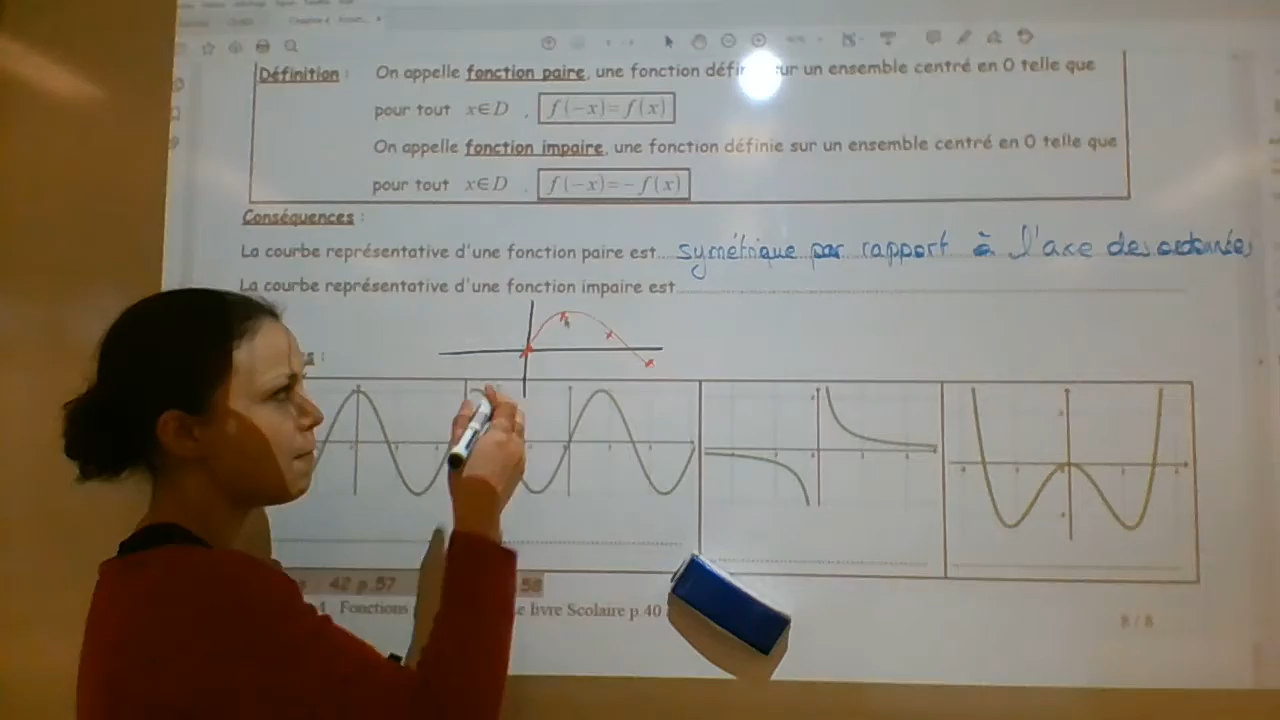 Définition : On appelle fonction paire, une fonction sur un ensemble centré en 0 telle que
pour tout x∈D , f(-x)=f(x)
On appelle fonction impaire, une fonction définie sur un ensemble centré en 0 telle que
pour tout x∈D . f(-x)=-f(x)
Conséquences :
La courbe représentative d'une fonction paire est... symétrique par rapport à l'axe des ordonnées
La courbe représentative d'une fonction impaire est
42 p.57 58
Fonctions e livre Scolaire p.40
8 / 8